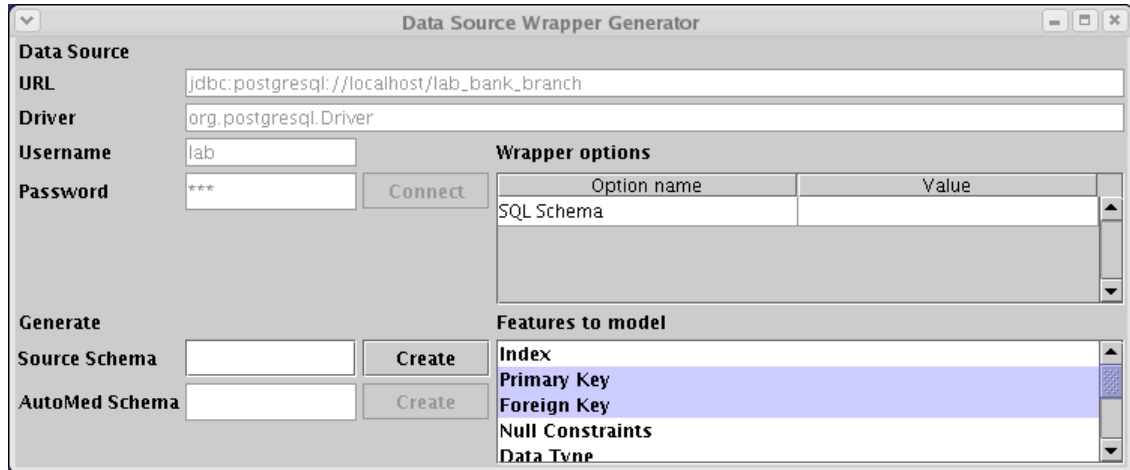 Data Source Wrapper Generator
Data Source
URL jdbc:postgresql://localhost/lab_bank_branch
Driver org.postgresql.Driver
Username lab Wrapper options
Password *** Connect Option name Value
SQL Schema
Generate Features to model
Source Schema Create Index
Primary Key
AutoMed Schema Create Foreign Key
Null Constraints
Data Type